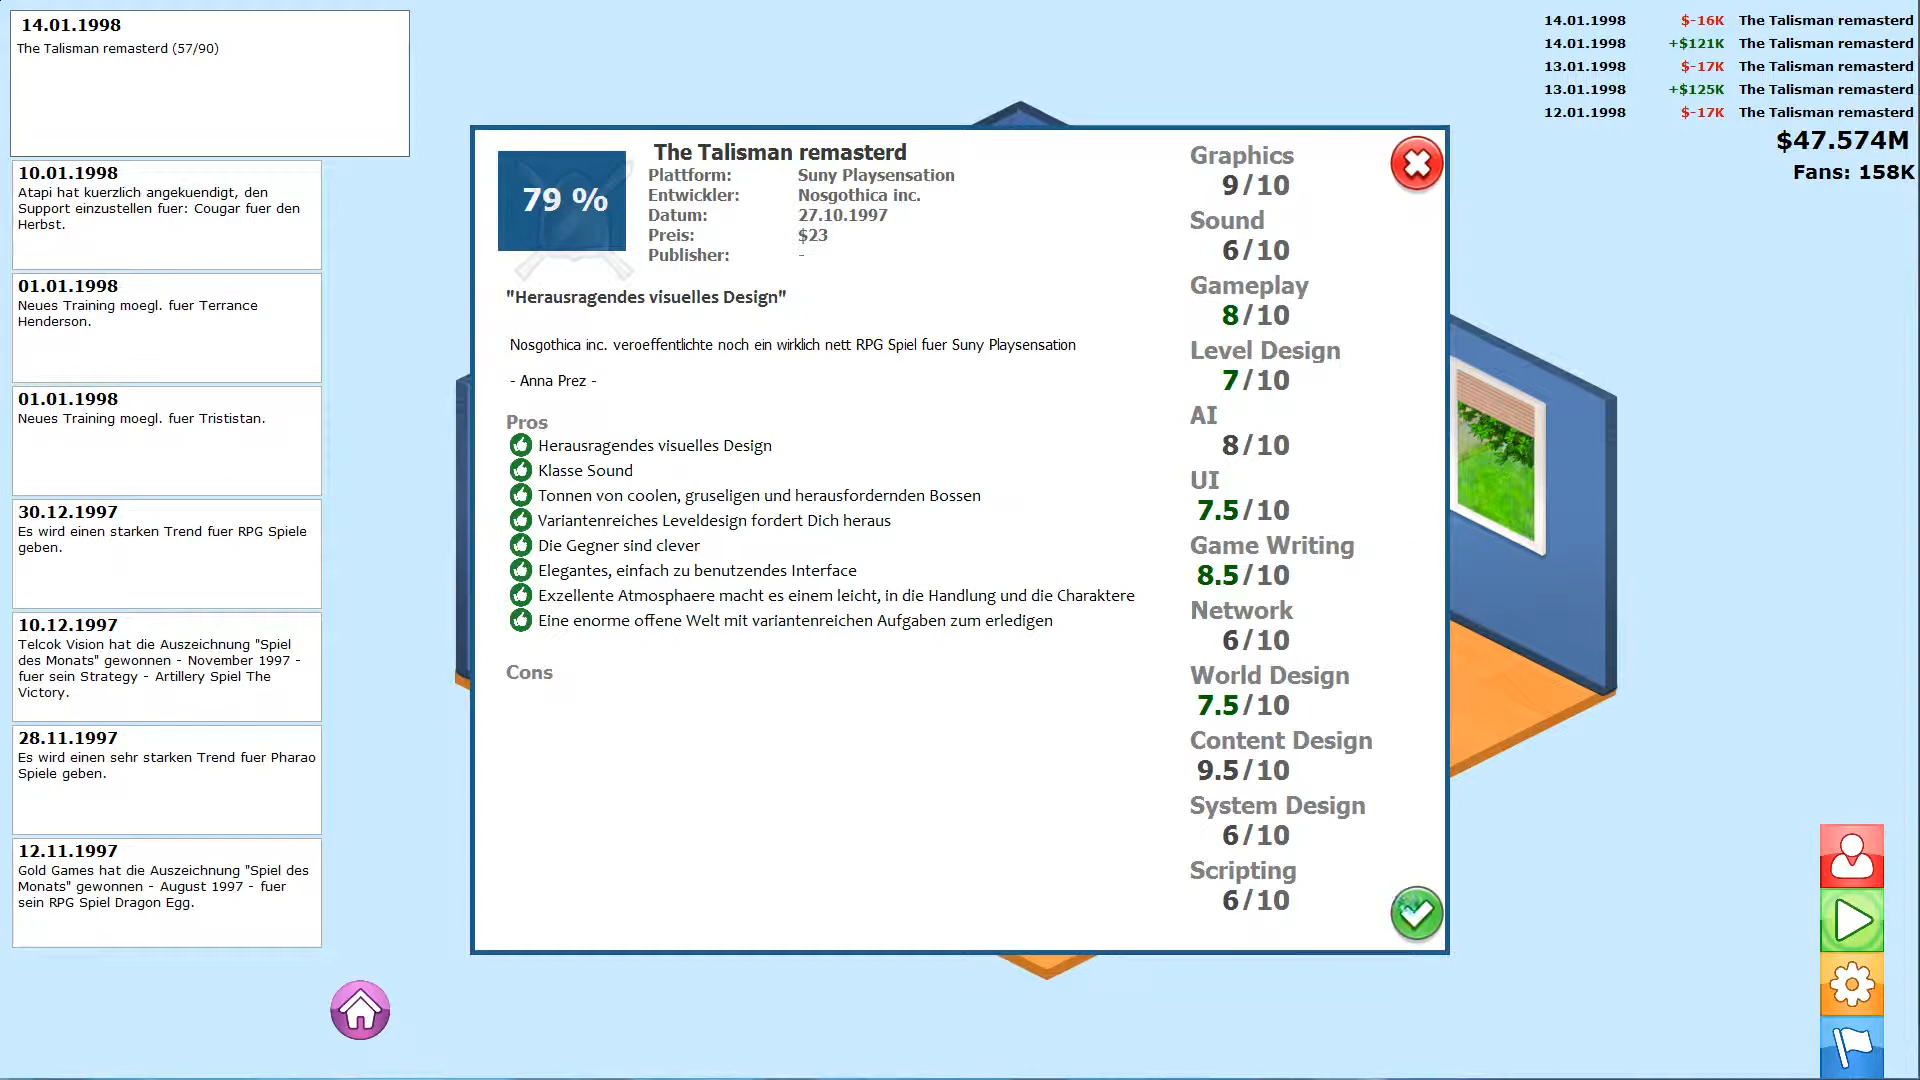 14.01.1998
The Talisman remasterd (57/90)
10.01.1998
Atapi hat kuerzlich angekuendigt, den
Support einzustellen fuer: Cougar fuer den
Herbst.
01.01.1998
Neues Training moegl. fuer Terrance
Henderson.
01.01.1998
Neues Training moegl. fuer Trististan.
30.12.1997
Es wird einen starken Trend fuer RPG Spiele
geben.
10.12.1997
Telcok Vision hat die Auszeichnung "Spiel
des Monats" gewonnen - November 1997 -
fuer sein Strategy - Artillery Spiel The
Victory.
28.11.1997
Es wird einen sehr starken Trend fuer Pharao
Spiele geben.
12.11.1997
Gold Games hat die Auszeichnung "Spiel des
Monats" gewonnen - August 1997 - fuer
sein RPG Spiel Dragon Egg.
79 %
The Talisman remasterd
Plattform: Suny Playsensation
Entwickler: Nosgothica inc.
Datum: 27.10.1997
Preis: $23
Publisher: -
"Herausragendes visuelles Design"
Nosgothica inc. veroeffentlichte noch ein wirklich nett RPG Spiel fuer Suny Playsensation
- Anna Prez -
Pros
Herausragendes visuelles Design
Klasse Sound
Tonnen von coolen, gruseligen und herausfordernden Bossen
Variantenreiches Leveldesign fordert Dich heraus
Die Gegner sind clever
Elegantes, einfach zu benutzendes Interface
Exzellente Atmosphaere macht es einem leicht, in die Handlung und die Charaktere
Eine enorme offene Welt mit variantenreichen Aufgaben zum erledigen
Cons
Graphics
9/10
Sound
6/10
Gameplay
8/10
Level Design
7/10
AI
8/10
UI
7.5/10
Game Writing
8.5/10
Network
6/10
World Design
7.5/10
Content Design
9.5/10
System Design
6/10
Scripting
6/10
14.01.1998 $-16K The Talisman remasterd
14.01.1998 +$121K The Talisman remasterd
13.01.1998 $-17K The Talisman remasterd
13.01.1998 +$125K The Talisman remasterd
12.01.1998 $-17K The Talisman remasterd
$47.574M
Fans: 158K